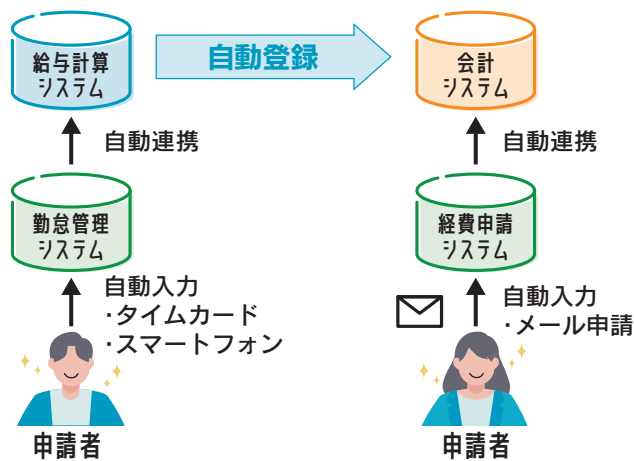 給与計算
システム
自動登録
会計
システム
自動連携
自動連携
勤怠管理
システム
経費申請
システム
自動入力
・タイムカード
・スマートフォン
自動入力
・メール申請
申請者
申請者